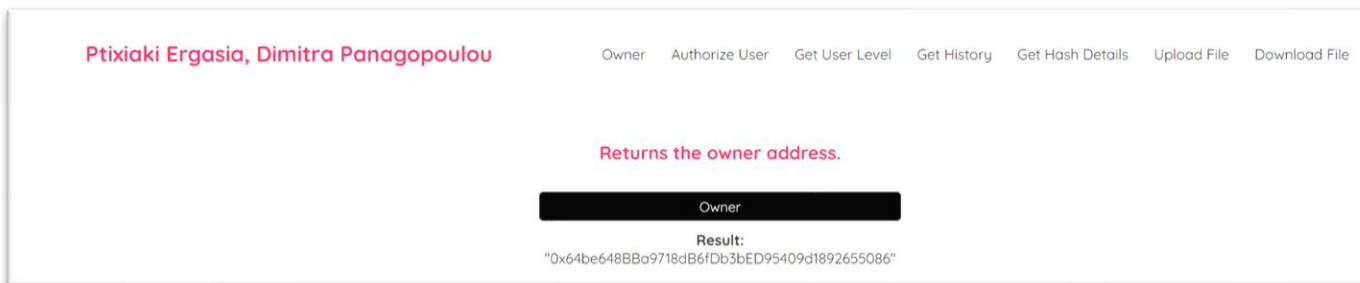 Ptixiaki Ergasia, Dimitra Panagopoulou
Owner Authorize User Get User Level Get History Get Hash Details Upload File Download File
Returns the owner address.
Owner
Result:
"0x64be648BBa9718dB6fDb3bED95409d1892655086"